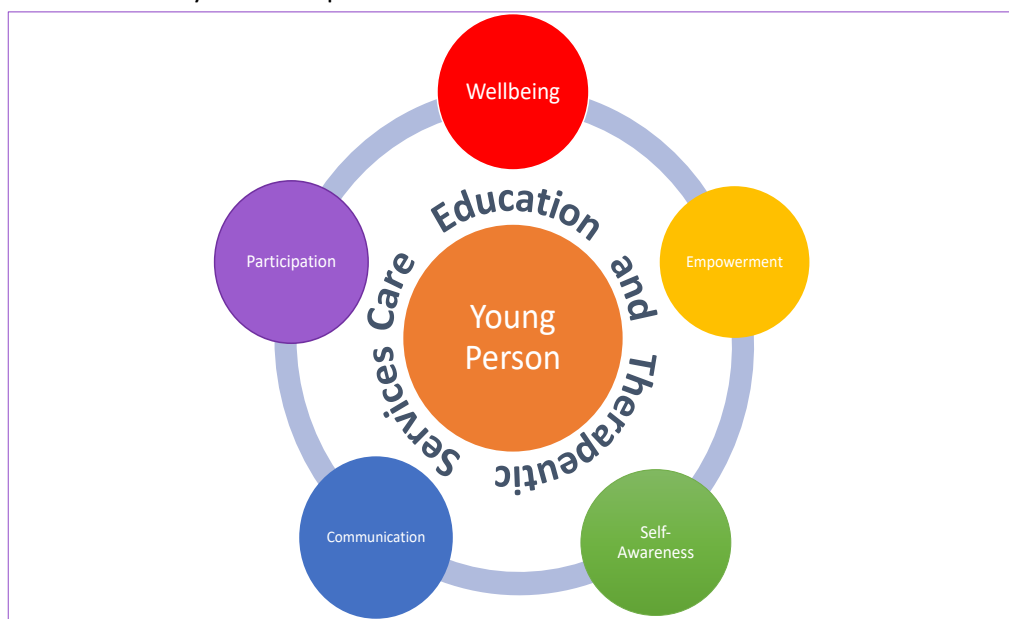 Wellbeing
Empowerment
Self-
Awareness
Communication
Participation
Care Education and Therapeutic Services
Young
Person